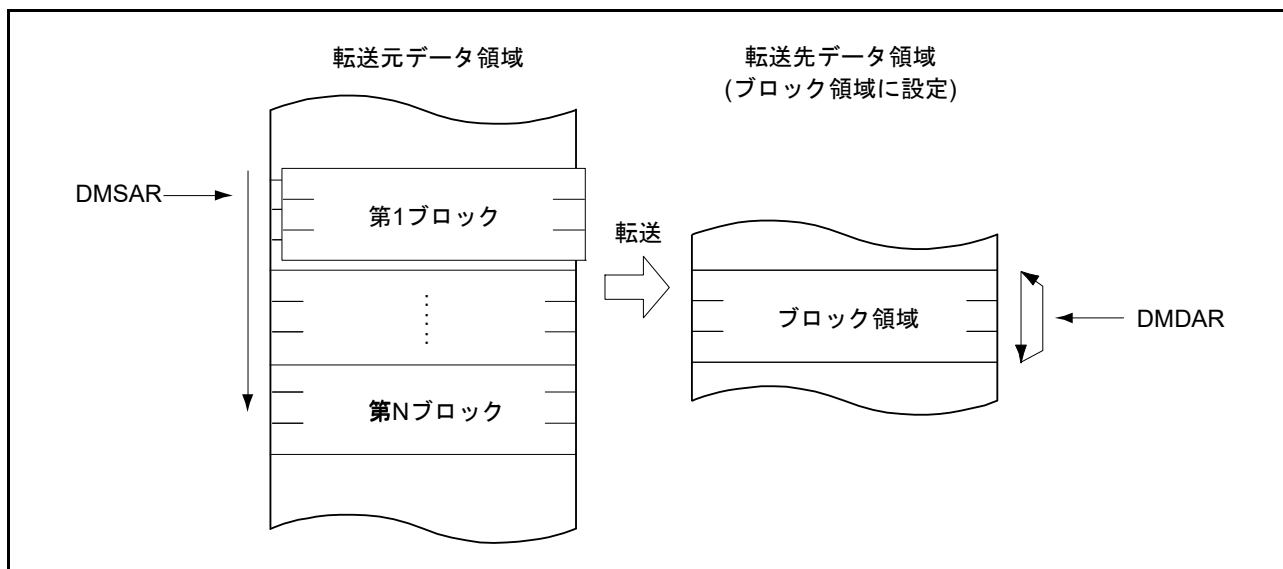 転送元データ領域
転送先データ領域
(ブロック領域に設定)
DMSAR
第1ブロック
転送
ブロック領域
DMDAR
第Nブロック